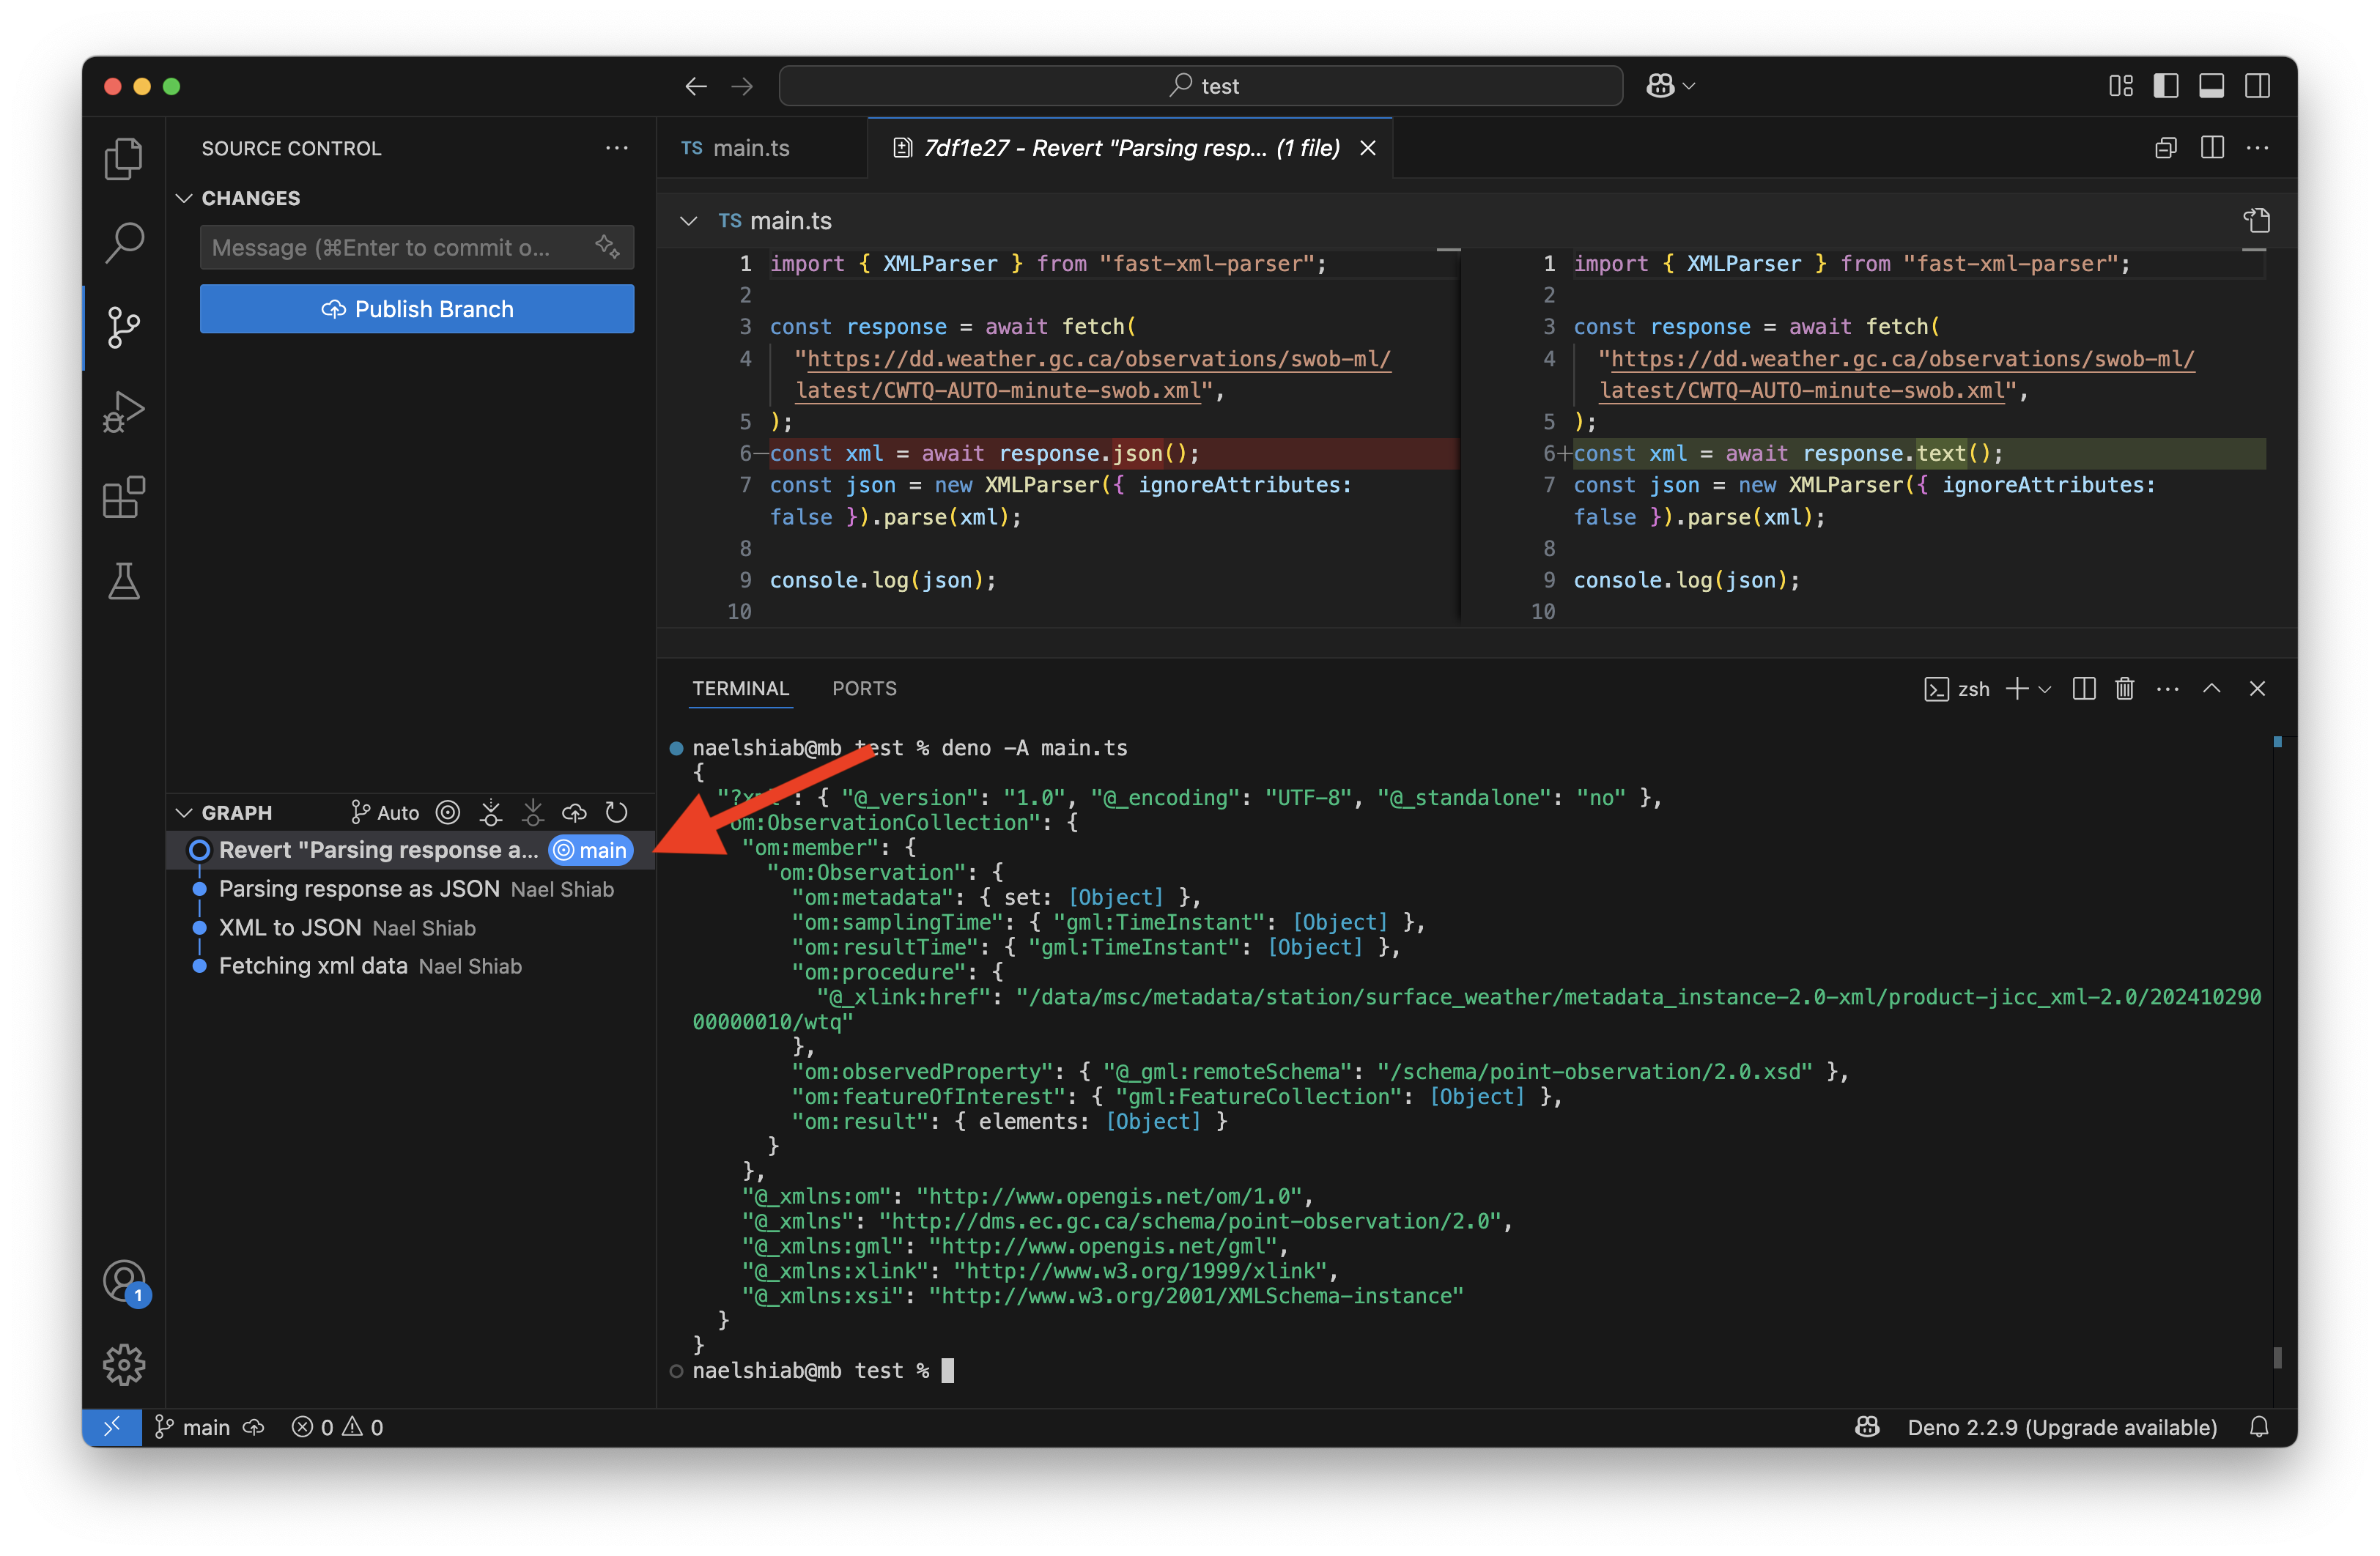 test
SOURCE CONTROL
CHANGES
Message (⌘Enter to commit o...
Publish Branch
GRAPH
Auto
Revert "Parsing response a... main
Parsing response as JSON Nael Shiab
XML to JSON Nael Shiab
Fetching xml data Nael Shiab
1
TS main.ts
7df1e27 - Revert "Parsing resp... (1 file)
TS main.ts
1 import { XMLParser } from "fast-xml-parser";
2
3 const response = await fetch(
4 "https://dd.weather.gc.ca/observations/swob-ml/
latest/CWTQ-AUTO-minute-swob.xml",
5 );
6—const xml = await response.json();
7 const json = new XMLParser({ ignoreAttributes:
false }).parse(xml);
8
9 console.log(json);
10
1 import { XMLParser } from "fast-xml-parser";
2
3 const response = await fetch(
4 "https://dd.weather.gc.ca/observations/swob-ml/
latest/CWTQ-AUTO-minute-swob.xml",
5 );
6+const xml = await response.text();
7 const json = new XMLParser({ ignoreAttributes:
false }).parse(xml);
8
9 console.log(json);
10
TERMINAL PORTS
zsh
naelshiab@mb test % deno -A main.ts
{
": { "@_version": "1.0", "@_encoding": "UTF-8", "@_standalone": "no" },
om:ObservationCollection": {
"om:member": {
"om:Observation": {
"om:metadata": { set: [Object] },
"om:samplingTime": { "gml:TimeInstant": [Object] },
"om:resultTime": { "gml:TimeInstant": [Object] },
"om:procedure": {
"@_xlink:href": "/data/msc/metadata/station/surface_weather/metadata_instance-2.0-xml/product-jicc_xml-2.0/202410290
00000010/wtq"
},
"om:observedProperty": { "@_gml:remoteSchema": "/schema/point-observation/2.0.xsd" },
"om:featureOfInterest": { "gml:FeatureCollection": [Object] },
"om:result": { elements: [Object] }
}
},
"@_xmlns:om": "http://www.opengis.net/om/1.0",
"@_xmlns": "http://dms.ec.gc.ca/schema/point-observation/2.0",
"@_xmlns:gml": "http://www.opengis.net/gml",
"@_xmlns:xlink": "http://www.w3.org/1999/xlink",
"@_xmlns:xsi": "http://www.w3.org/2001/XMLSchema-instance"
}
}
naelshiab@mb test %
main 0 0
Deno 2.2.9 (Upgrade available)